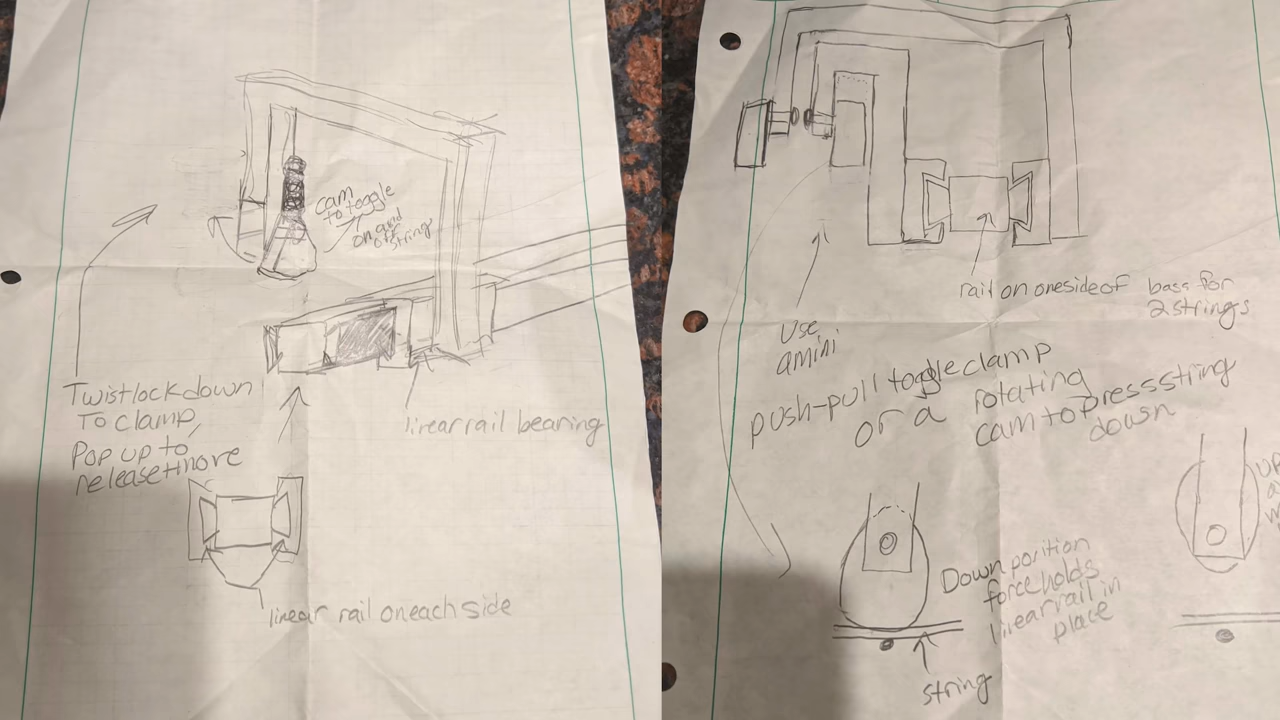 cam
to toggle
on and
off
string
Twist lock down
To clamp,
Pop up to
release + move
linear rail bearing
linear rail on each side
rail on one side of bass for
2 strings
Use
a mini
push-pull toggle clamp
or a rotating
cam to press string
down
Down position
force holds
linear rail in
place
string
UP